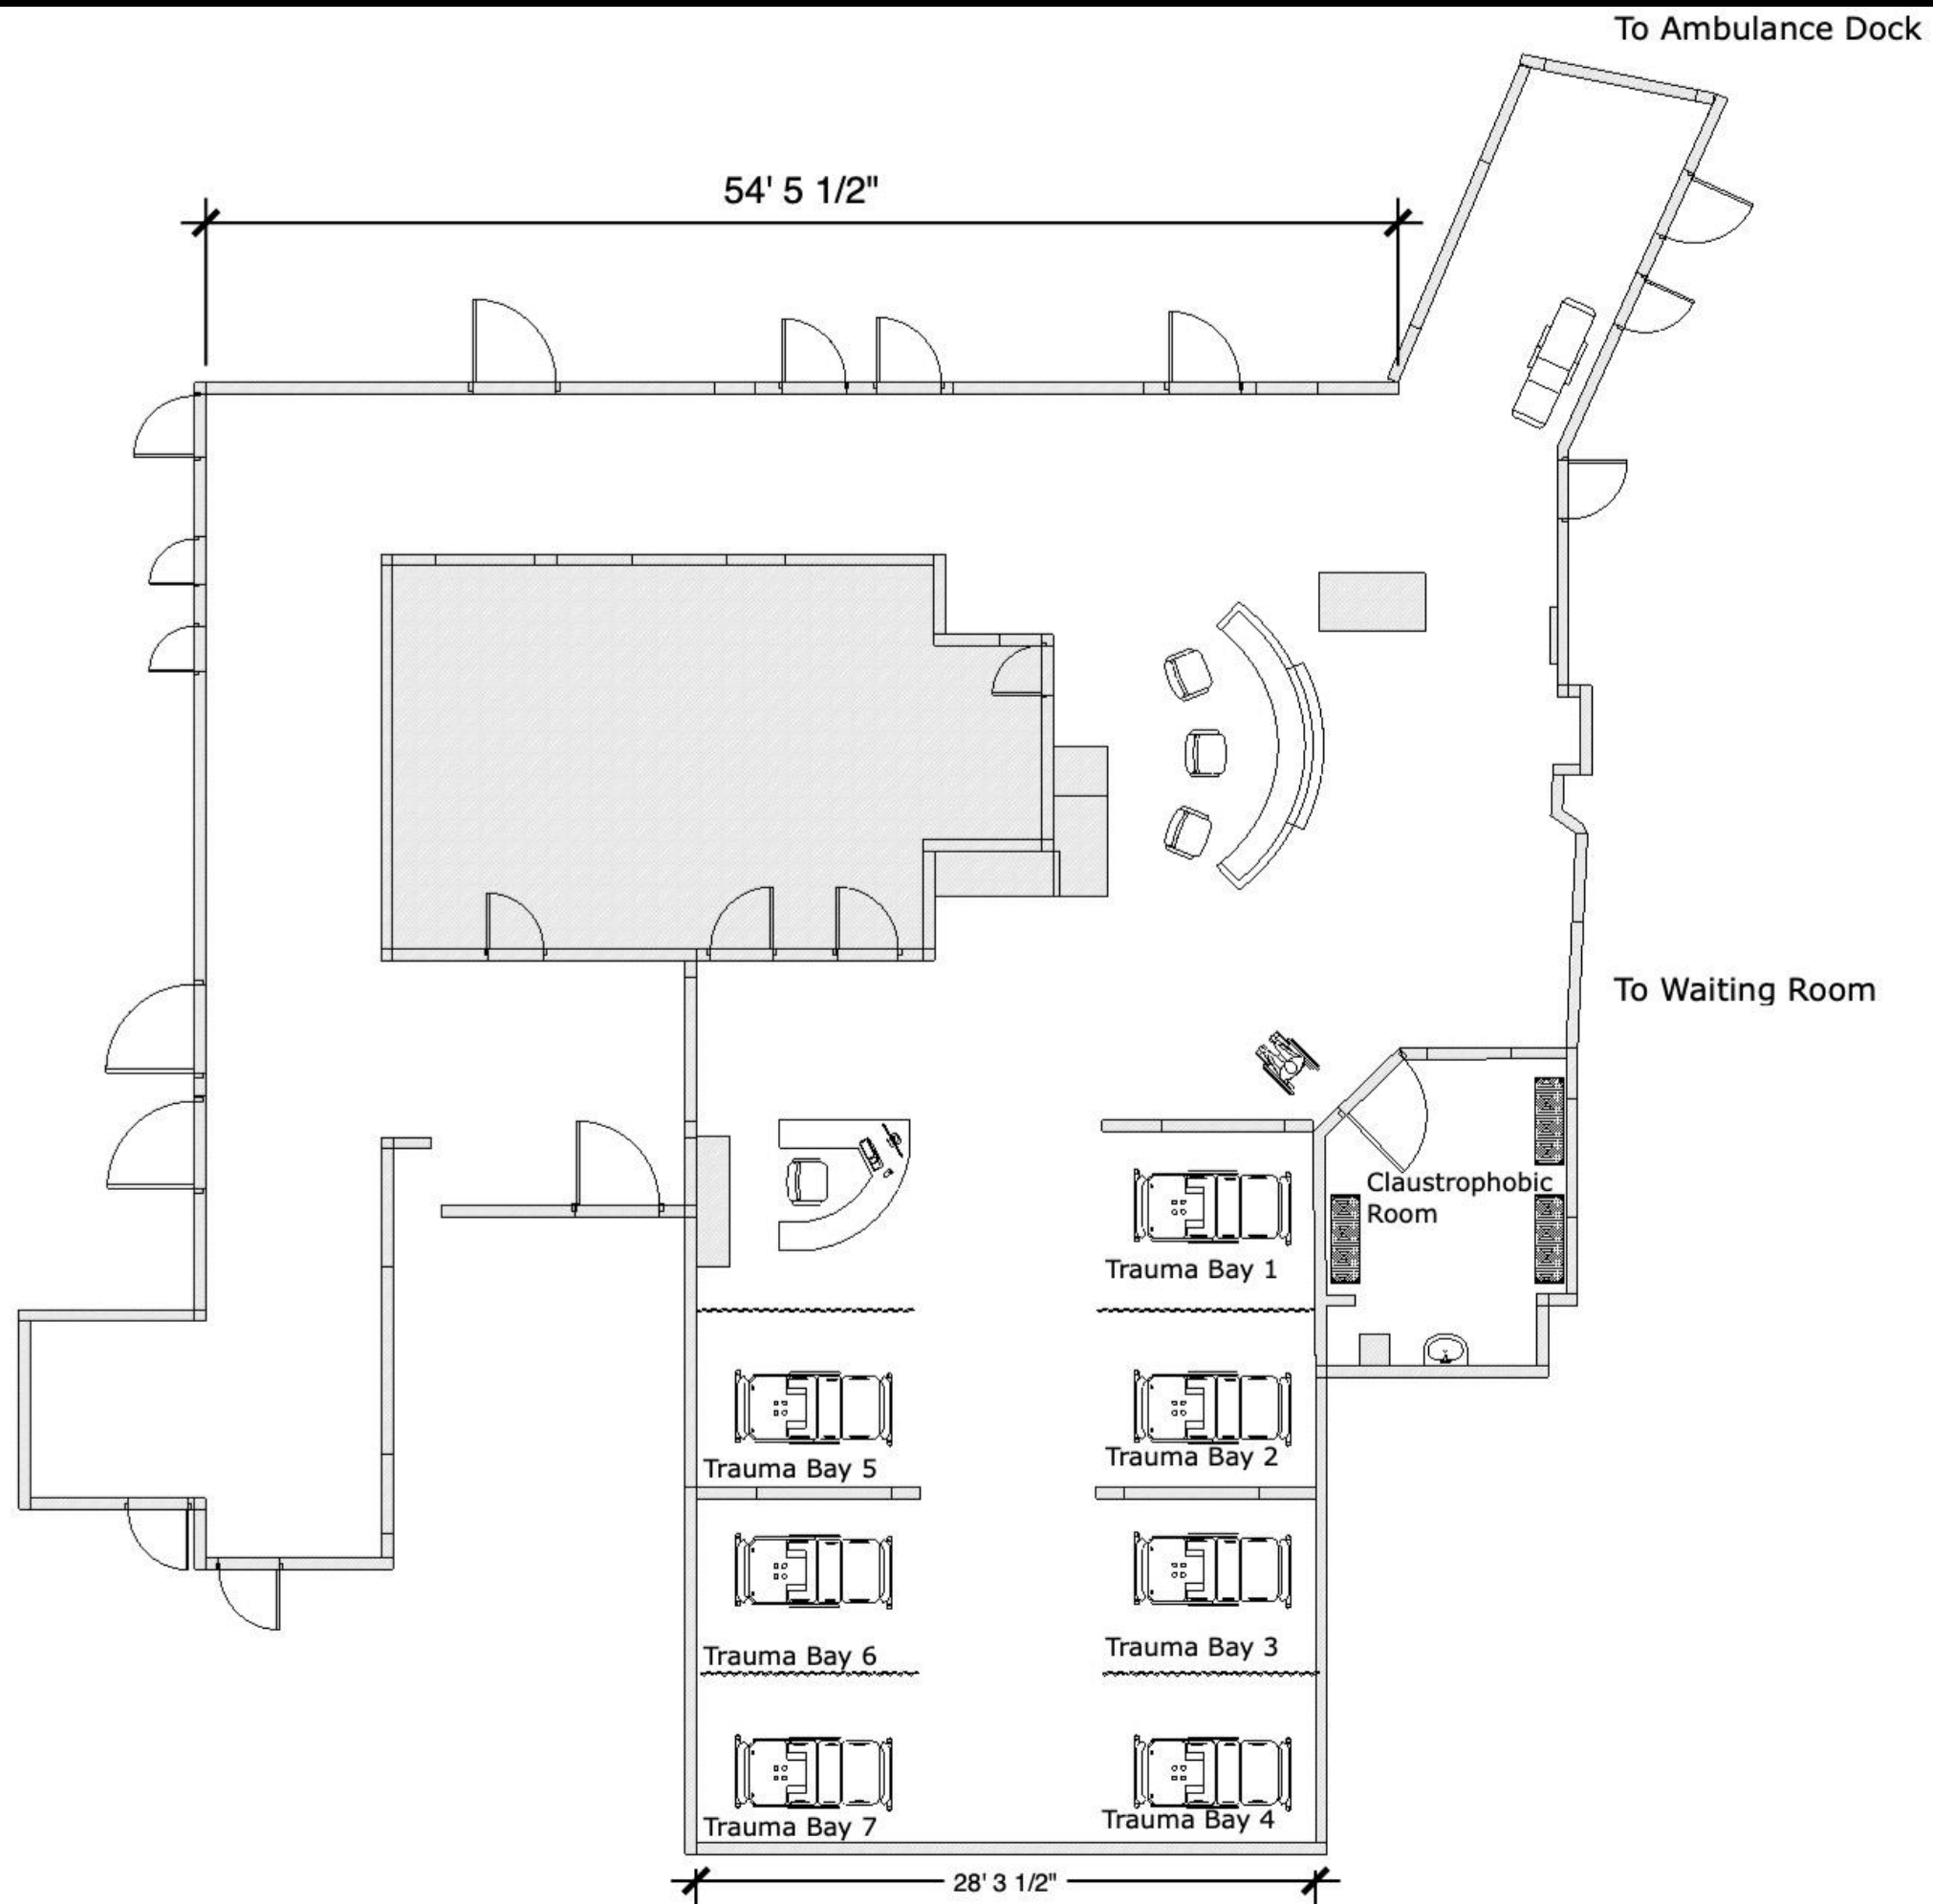 To Ambulance Dock
54' 5 1/2"
To Waiting Room
Claustrophobic
Room
Trauma Bay 1
Trauma Bay 5
Trauma Bay 2
Trauma Bay 6
Trauma Bay 3
Trauma Bay 7
Trauma Bay 4
28' 3 1/2"